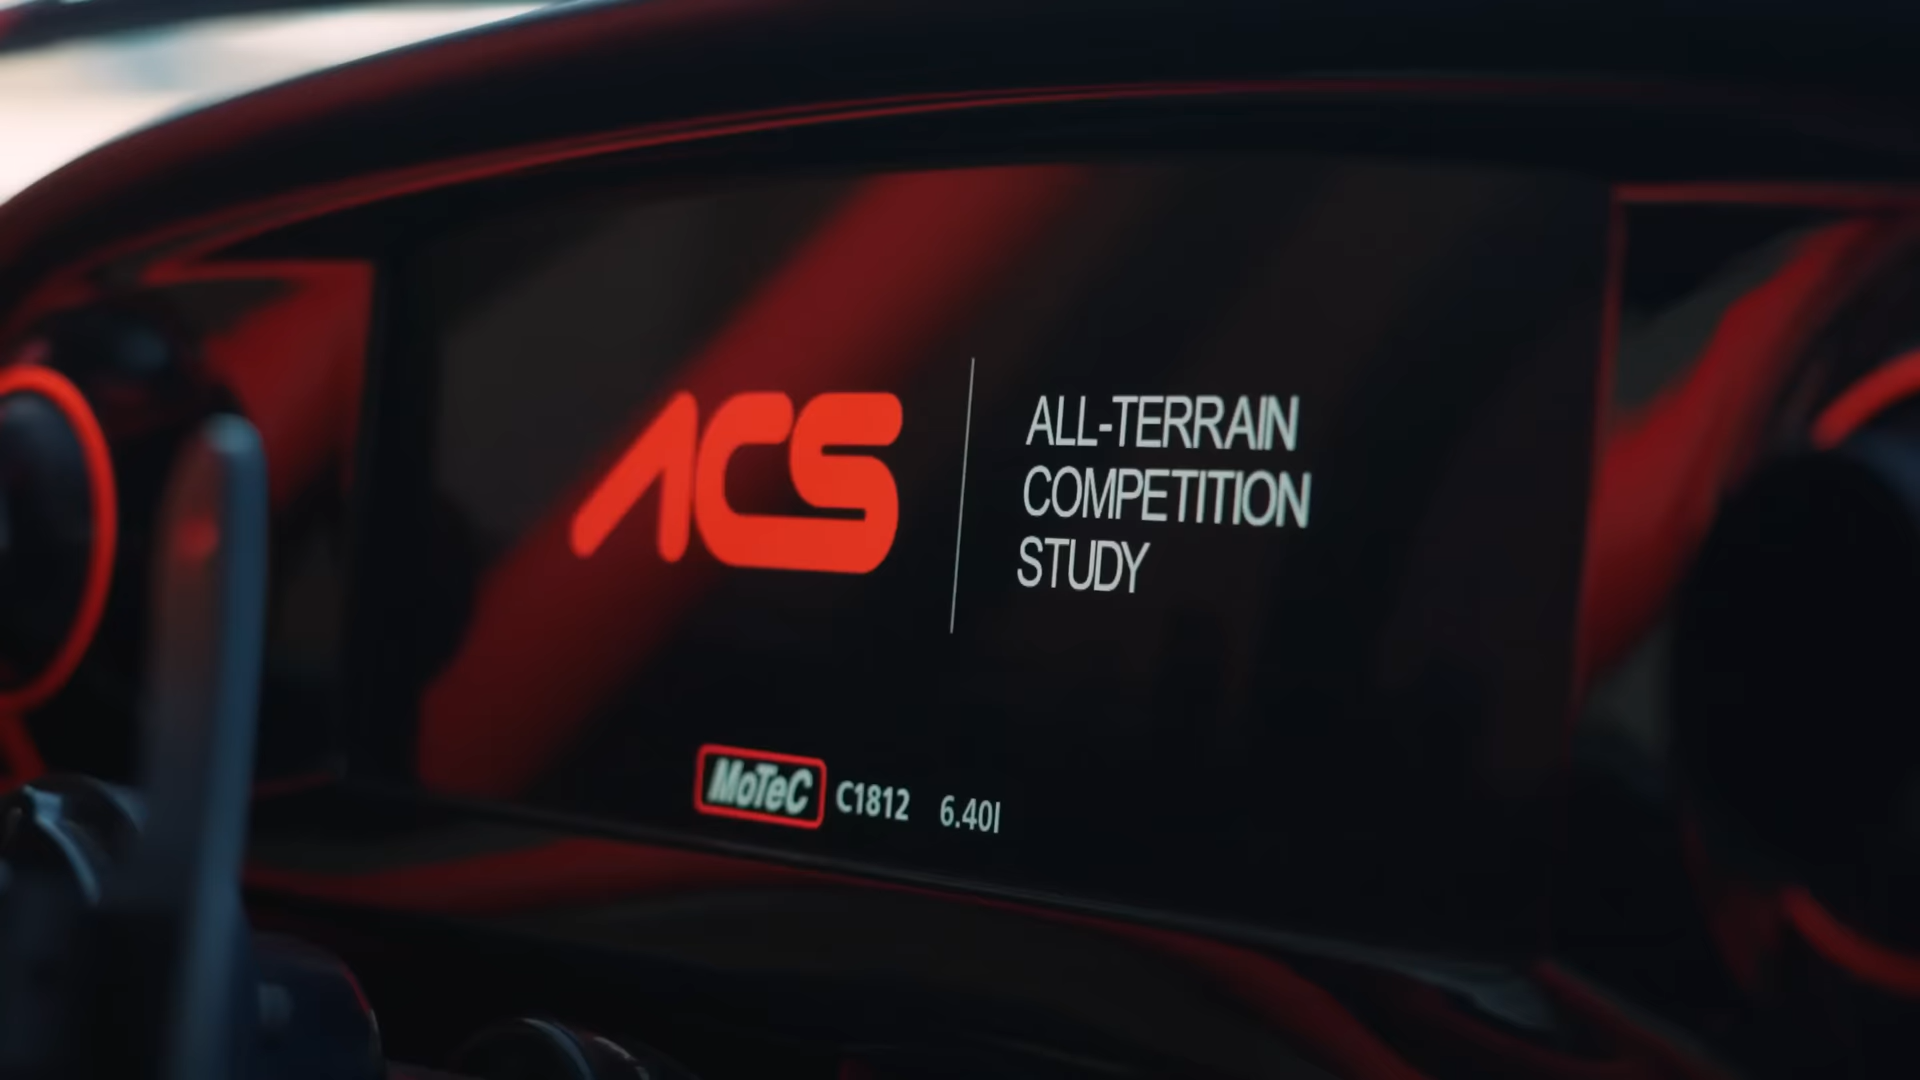 ACS
ALL-TERRAIN
COMPETITION
STUDY
MoTeC C1812 6.40l